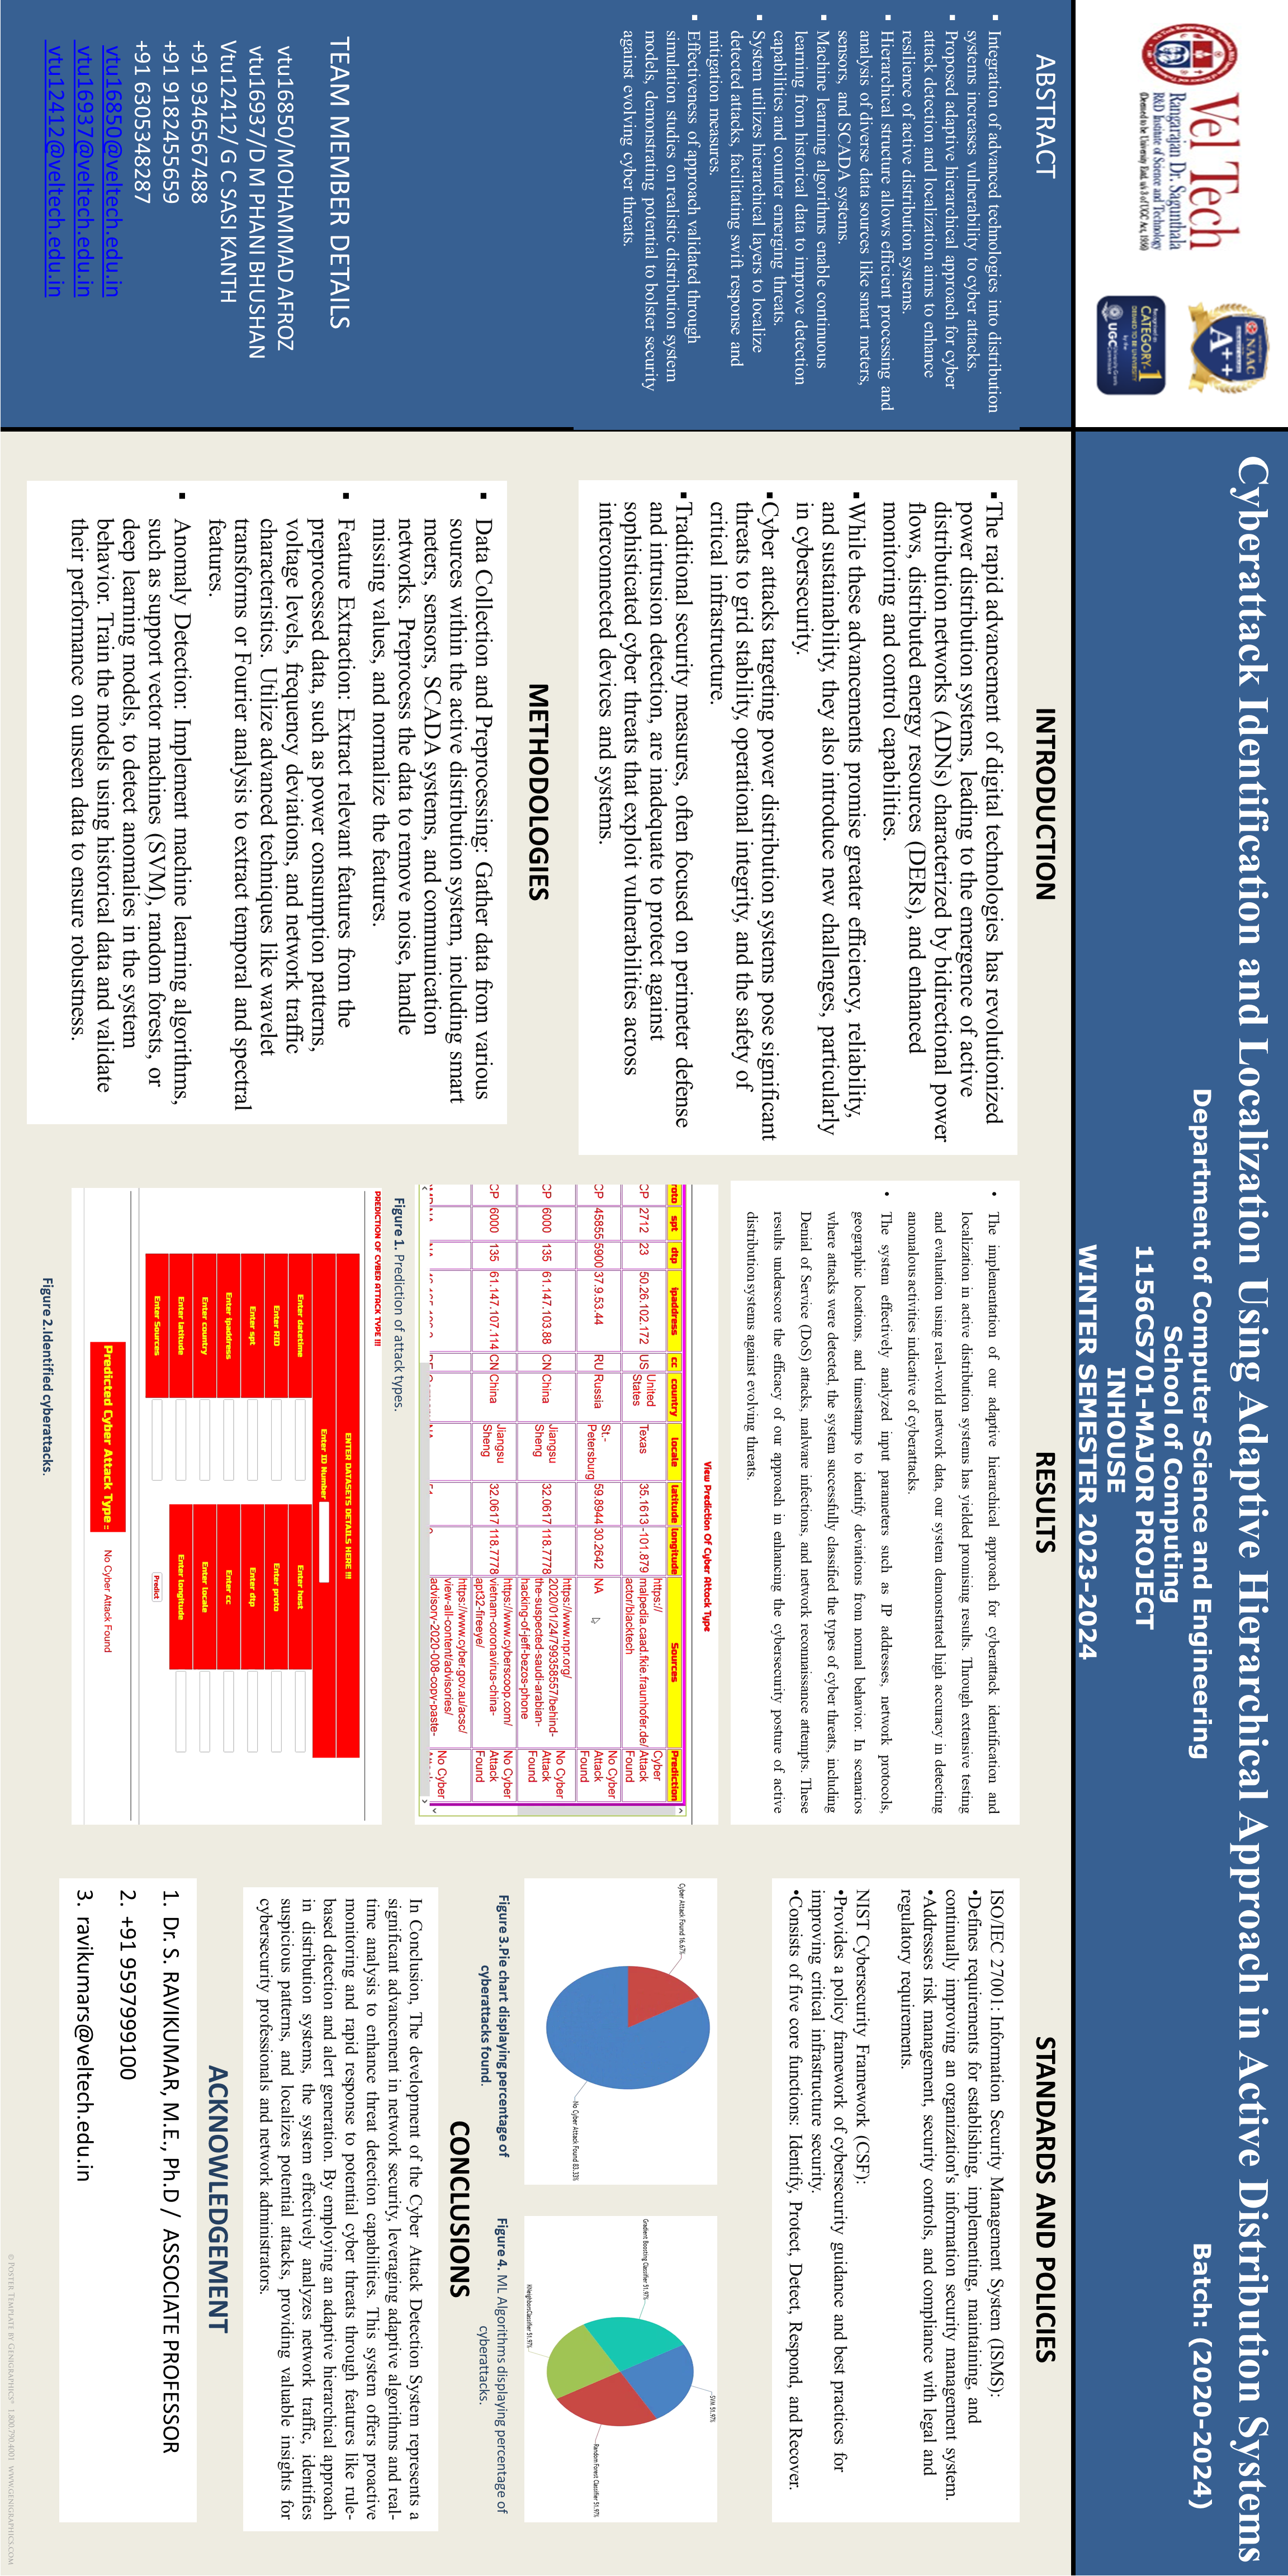 Vel Tech
Rangarajan Dr. Sagunthala
R&D Institute of Science and Technology
(Deemed to be University Estd. u/s 3 of UGC Act, 1956)
NAAC
A++
CATEGORY-1
DEEMED TO BE UNIVERSITY
by the
UGC University Grants Commission
Cyberattack Identification and Localization Using Adaptive Hierarchical Approach in Active Distribution Systems
Department of Computer Science and Engineering
School of Computing
1156CS701-MAJOR PROJECT
INHOUSE
WINTER SEMESTER 2023-2024
Batch: (2020-2024)
ABSTRACT
▪ Integration of advanced technologies into distribution
systems increases vulnerability to cyber attacks.
▪ Proposed adaptive hierarchical approach for cyber
attack detection and localization aims to enhance
resilience of active distribution systems.
▪ Hierarchical structure allows efficient processing and
analysis of diverse data sources like smart meters,
sensors, and SCADA systems.
▪ Machine learning algorithms enable continuous
learning from historical data to improve detection
capabilities and counter emerging threats.
▪ System utilizes hierarchical layers to localize
detected attacks, facilitating swift response and
mitigation measures.
▪ Effectiveness of approach validated through
simulation studies on realistic distribution system
models, demonstrating potential to bolster security
against evolving cyber threats.
TEAM MEMBER DETAILS
vtu16850/MOHAMMAD AFROZ
vtu16937/D M PHANI BHUSHAN
Vtu12412/ G C SASI KANTH
+91 9346567488
+91 9182455659
+91 6305348287
vtu16850@veltech.edu.in
vtu16937@veltech.edu.in
vtu12412@veltech.edu.in
INTRODUCTION
▪The rapid advancement of digital technologies has revolutionized
power distribution systems, leading to the emergence of active
distribution networks (ADNs) characterized by bidirectional power
flows, distributed energy resources (DERs), and enhanced
monitoring and control capabilities.
▪While these advancements promise greater efficiency, reliability,
and sustainability, they also introduce new challenges, particularly
in cybersecurity.
▪Cyber attacks targeting power distribution systems pose significant
threats to grid stability, operational integrity, and the safety of
critical infrastructure.
▪Traditional security measures, often focused on perimeter defense
and intrusion detection, are inadequate to protect against
sophisticated cyber threats that exploit vulnerabilities across
interconnected devices and systems.
METHODOLOGIES
▪ Data Collection and Preprocessing: Gather data from various
sources within the active distribution system, including smart
meters, sensors, SCADA systems, and communication
networks. Preprocess the data to remove noise, handle
missing values, and normalize the features.
▪ Feature Extraction: Extract relevant features from the
preprocessed data, such as power consumption patterns,
voltage levels, frequency deviations, and network traffic
characteristics. Utilize advanced techniques like wavelet
transforms or Fourier analysis to extract temporal and spectral
features.
▪ Anomaly Detection: Implement machine learning algorithms,
such as support vector machines (SVM), random forests, or
deep learning models, to detect anomalies in the system
behavior. Train the models using historical data and validate
their performance on unseen data to ensure robustness.
RESULTS
• The implementation of our adaptive hierarchical approach for cyberattack identification and
localization in active distribution systems has yielded promising results. Through extensive testing
and evaluation using real-world network data, our system demonstrated high accuracy in detecting
anomalous activities indicative of cyberattacks.
• The system effectively analyzed input parameters such as IP addresses, network protocols,
geographic locations, and timestamps to identify deviations from normal behavior. In scenarios
where attacks were detected, the system successfully classified the types of cyber threats, including
Denial of Service (DoS) attacks, malware infections, and network reconnaissance attempts. These
results underscore the efficacy of our approach in enhancing the cybersecurity posture of active
distribution systems against evolving threats.
View Prediction Of Cyber Attack Type
roto spt dtp ipaddress cc country locale latitude longitude Sources Prediction
CP 2712 23 50.26.102.172 US United States Texas 35.1613 -101.879 https://malpedia.caad.fkie.fraunhofer.de/actor/blacktech Cyber Attack Found
CP 45855 5900 37.9.53.44 RU Russia St.-Petersburg 59.8944 30.2642 NA No Cyber Attack Found
CP 6000 135 61.147.103.88 CN China Jiangsu Sheng 32.0617 118.7778 https://www.npr.org/2020/01/24/799358557/behind-the-suspected-saudi-arabian-hacking-of-jeff-bezos-phone No Cyber Attack Found
CP 6000 135 61.147.107.114 CN China Jiangsu Sheng 32.0617 118.7778 https://www.cyberscoop.com/vietnam-coronavirus-china-apt32-fireeye/ No Cyber Attack Found
https://www.cyber.gov.au/acsc/view-all-content/advisories/advisory-2020-008-copy-paste- No Cyber
Figure 1. Prediction of attack types.
PREDICTION OF CYBER ATTACK TYPE !!!
ENTER DATASETS DETAILS HERE !!!
Enter ID Number
Enter datetime Enter host
Enter RID Enter proto
Enter spt Enter dtp
Enter ipaddress Enter cc
Enter country Enter locale
Enter latitude Enter longitude
Enter Sources Predict
Predicted Cyber Attack Type :: No Cyber Attack Found
Figure 2.Identified cyberattacks.
STANDARDS AND POLICIES
ISO/IEC 27001: Information Security Management System (ISMS):
•Defines requirements for establishing, implementing, maintaining, and
continually improving an organization's information security management system.
•Addresses risk management, security controls, and compliance with legal and
regulatory requirements.
NIST Cybersecurity Framework (CSF):
•Provides a policy framework of cybersecurity guidance and best practices for
improving critical infrastructure security.
•Consists of five core functions: Identify, Protect, Detect, Respond, and Recover.
Cyber Attack Found 16.67%
No Cyber Attack Found 83.33%
Figure 3.Pie chart displaying percentage of
cyberattacks found.
Gradient Boosting Classifier 51.97%
SVM 51.97%
KNeighborsClassifier 51.97%
Random Forest Classifier 51.97%
Figure 4. ML Algorithms displaying percentage of
cyberattacks.
CONCLUSIONS
In Conclusion, The development of the Cyber Attack Detection System represents a
significant advancement in network security, leveraging adaptive algorithms and real-
time analysis to enhance threat detection capabilities. This system offers proactive
monitoring and rapid response to potential cyber threats through features like rule-
based detection and alert generation. By employing an adaptive hierarchical approach
in distribution systems, the system effectively analyzes network traffic, identifies
suspicious patterns, and localizes potential attacks, providing valuable insights for
cybersecurity professionals and network administrators.
ACKNOWLEDGEMENT
1. Dr. S. RAVIKUMAR, M.E., Ph.D / ASSOCIATE PROFESSOR
2. +91 9597999100
3. ravikumars@veltech.edu.in
© POSTER TEMPLATE BY GENIGRAPHICS® 1.800.790.4001 WWW.GENIGRAPHICS.COM